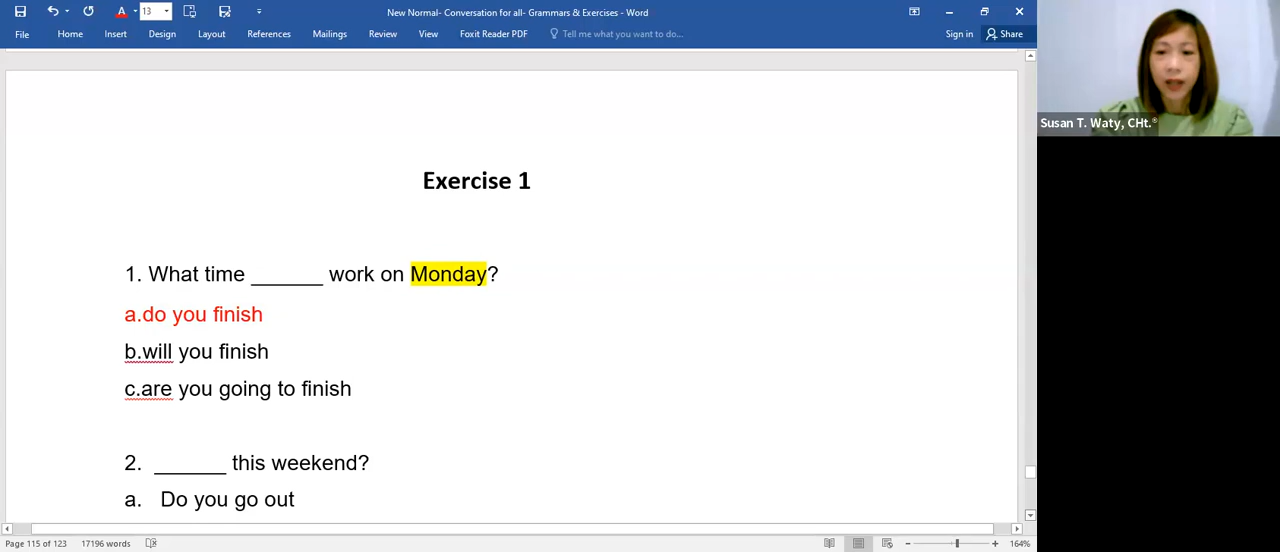 A
13
New Normal- Conversation for all- Grammars & Exercises - Word
File Home Insert Design Layout References Mailings Review View Foxit Reader PDF Tell me what you want to do... Sign in Share
Susan T. Waty, CHt.®
Exercise 1
1. What time ______ work on Monday?
a.do you finish
b.will you finish
c.are you going to finish
2. ______ this weekend?
a. Do you go out
Page 115 of 123 17196 words 164%